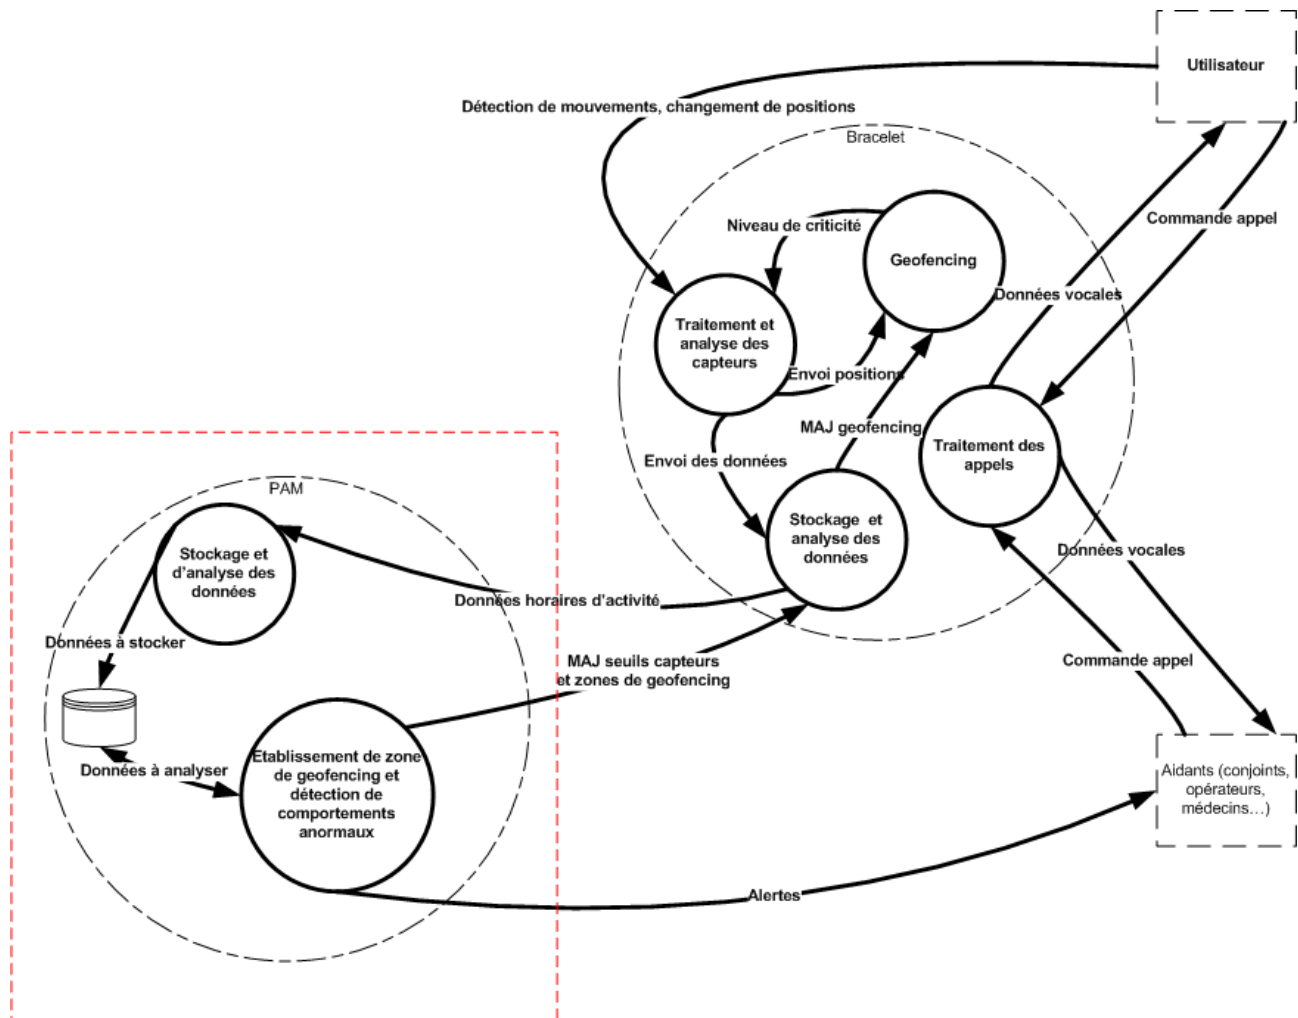 Utilisateur
Détection de mouvements, changement de positions
Bracelet
Niveau de criticité
Commande appel
Geofencing
Données vocales
Traitement et
analyse des
capteurs
Envoi positions
MAJ geofencing
Traitement des
appels
Envoi des données
PAM
Stockage et
analyse des
données
Stockage et
d'analyse des
données
Données vocales
Données horaires d'activité
Données à stocker
MAJ seuils capteurs
et zones de geofencing
Commande appel
Etablissement de zone
de geofencing et
détection de
comportements
anormaux
Données à analyser
Aidants (conjoints,
opérateurs,
médecins...)
Alertes